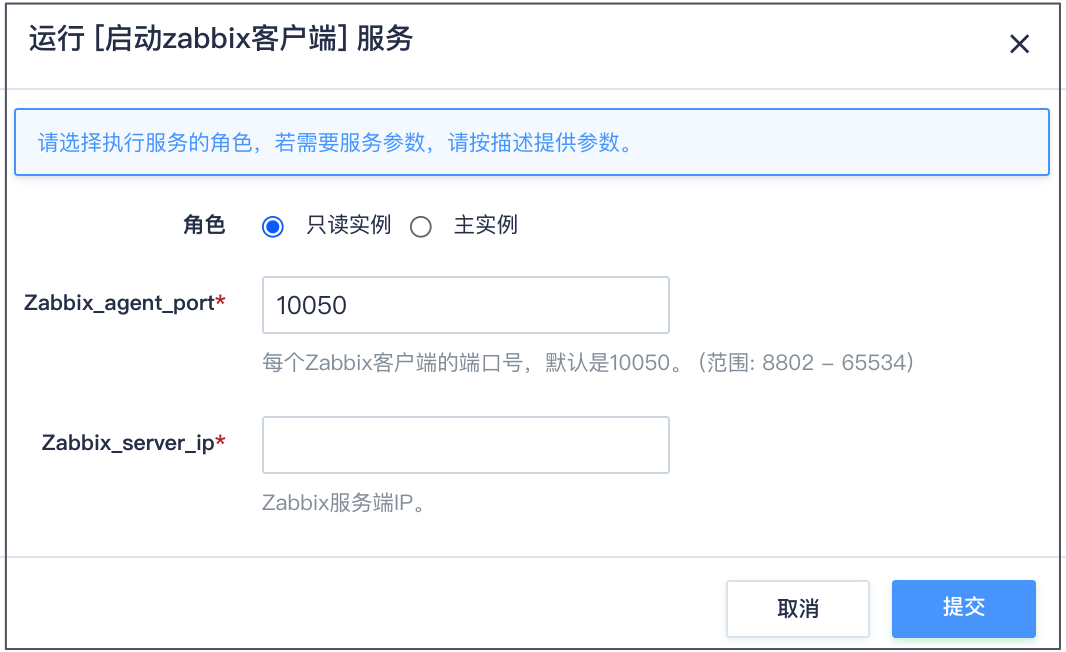 运行 [启动zabbix客户端] 服务
请选择执行服务的角色，若需要服务参数，请按描述提供参数。
角色 只读实例 主实例
Zabbix_agent_port* 10050
每个Zabbix客户端的端口号，默认是10050。（范围: 8802 – 65534）
Zabbix_server_ip*
Zabbix服务端IP。
取消 提交